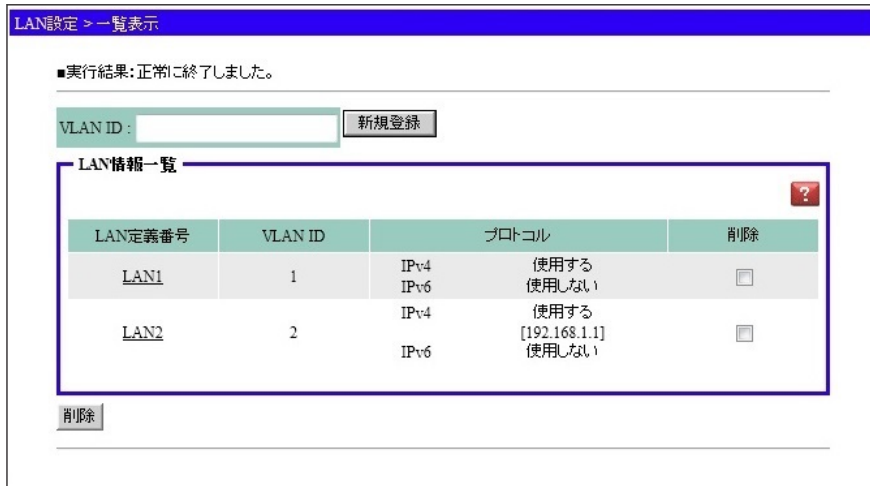 LAN設定 > 一覧表示
■実行結果：正常に終了しました。
VLAN ID : 新規登録
LAN情報一覧
?
LAN定義番号 VLAN ID プロトコル 削除
LAN1 1 IPv4 使用する
IPv6 使用しない
LAN2 2 IPv4 使用する
[192.168.1.1]
IPv6 使用しない
削除